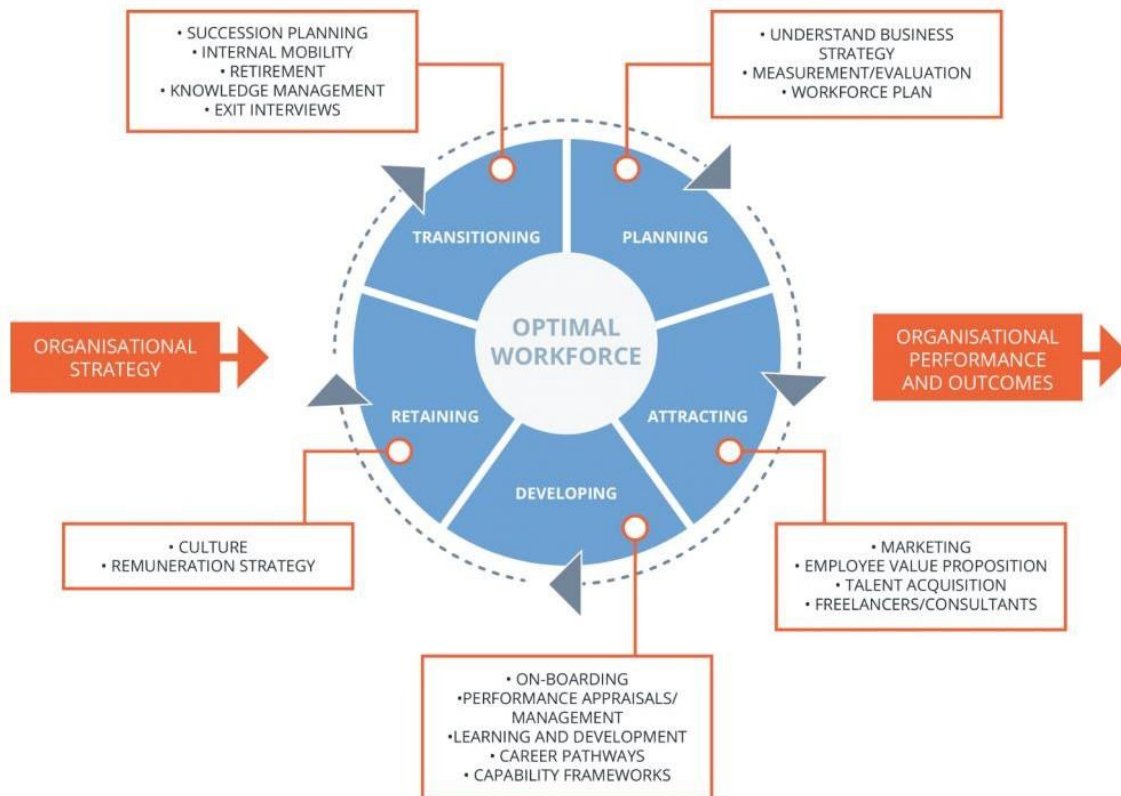 • SUCCESSION PLANNING
• INTERNAL MOBILITY
• RETIREMENT
• KNOWLEDGE MANAGEMENT
• EXIT INTERVIEWS
• UNDERSTAND BUSINESS
STRATEGY
• MEASUREMENT/EVALUATION
• WORKFORCE PLAN
TRANSITIONING
PLANNING
OPTIMAL
WORKFORCE
ORGANISATIONAL
STRATEGY
ORGANISATIONAL
PERFORMANCE
AND OUTCOMES
RETAINING
ATTRACTING
DEVELOPING
• CULTURE
• REMUNERATION STRATEGY
• MARKETING
• EMPLOYEE VALUE PROPOSITION
• TALENT ACQUISITION
• FREELANCERS/CONSULTANTS
• ON-BOARDING
•PERFORMANCE APPRAISALS/
MANAGEMENT
•LEARNING AND DEVELOPMENT
• CAREER PATHWAYS
• CAPABILITY FRAMEWORKS